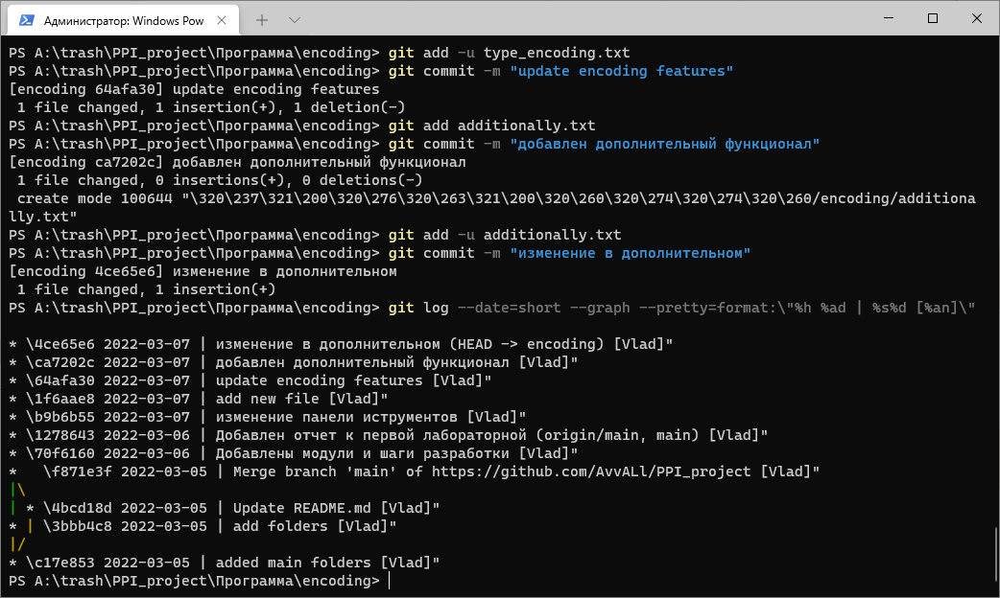 Администратор: Windows Pow
PS A:\trash\PPI_project\Программа\encoding> git add -u type_encoding.txt
PS A:\trash\PPI_project\Программа\encoding> git commit -m "update encoding features"
[encoding 64afa30] update encoding features
 1 file changed, 1 insertion(+), 1 deletion(-)
PS A:\trash\PPI_project\Программа\encoding> git add additionally.txt
PS A:\trash\PPI_project\Программа\encoding> git commit -m "добавлен дополнительный функционал"
[encoding ca7202c] добавлен дополнительный функционал
 1 file changed, 0 insertions(+), 0 deletions(-)
 create mode 100644 "\320\237\321\200\320\276\320\263\321\200\320\260\320\274\320\274\320\260/encoding/additiona
lly.txt"
PS A:\trash\PPI_project\Программа\encoding> git add -u additionally.txt
PS A:\trash\PPI_project\Программа\encoding> git commit -m "изменение в дополнительном"
[encoding 4ce65e6] изменение в дополнительном
 1 file changed, 1 insertion(+)
PS A:\trash\PPI_project\Программа\encoding> git log --date=short --graph --pretty=format:\"%h %ad | %s%d [%an]\"
* \4ce65e6 2022-03-07 | изменение в дополнительном (HEAD -> encoding) [Vlad]"
* \ca7202c 2022-03-07 | добавлен дополнительный функционал [Vlad]"
* \64afa30 2022-03-07 | update encoding features [Vlad]"
* \1f6aae8 2022-03-07 | add new file [Vlad]"
* \b9b6b55 2022-03-07 | изменение панели иструментов [Vlad]"
* \1278643 2022-03-06 | Добавлен отчет к первой лабораторной (origin/main, main) [Vlad]"
* \70f6160 2022-03-06 | Добавлены модули и шаги разработки [Vlad]"
*   \f871e3f 2022-03-05 | Merge branch 'main' of https://github.com/AvvALl/PPI_project [Vlad]"
|\
| * \4bcd18d 2022-03-05 | Update README.md [Vlad]"
* | \3bbb4c8 2022-03-05 | add folders [Vlad]"
|/
* \c17e853 2022-03-05 | added main folders [Vlad]"
PS A:\trash\PPI_project\Программа\encoding>